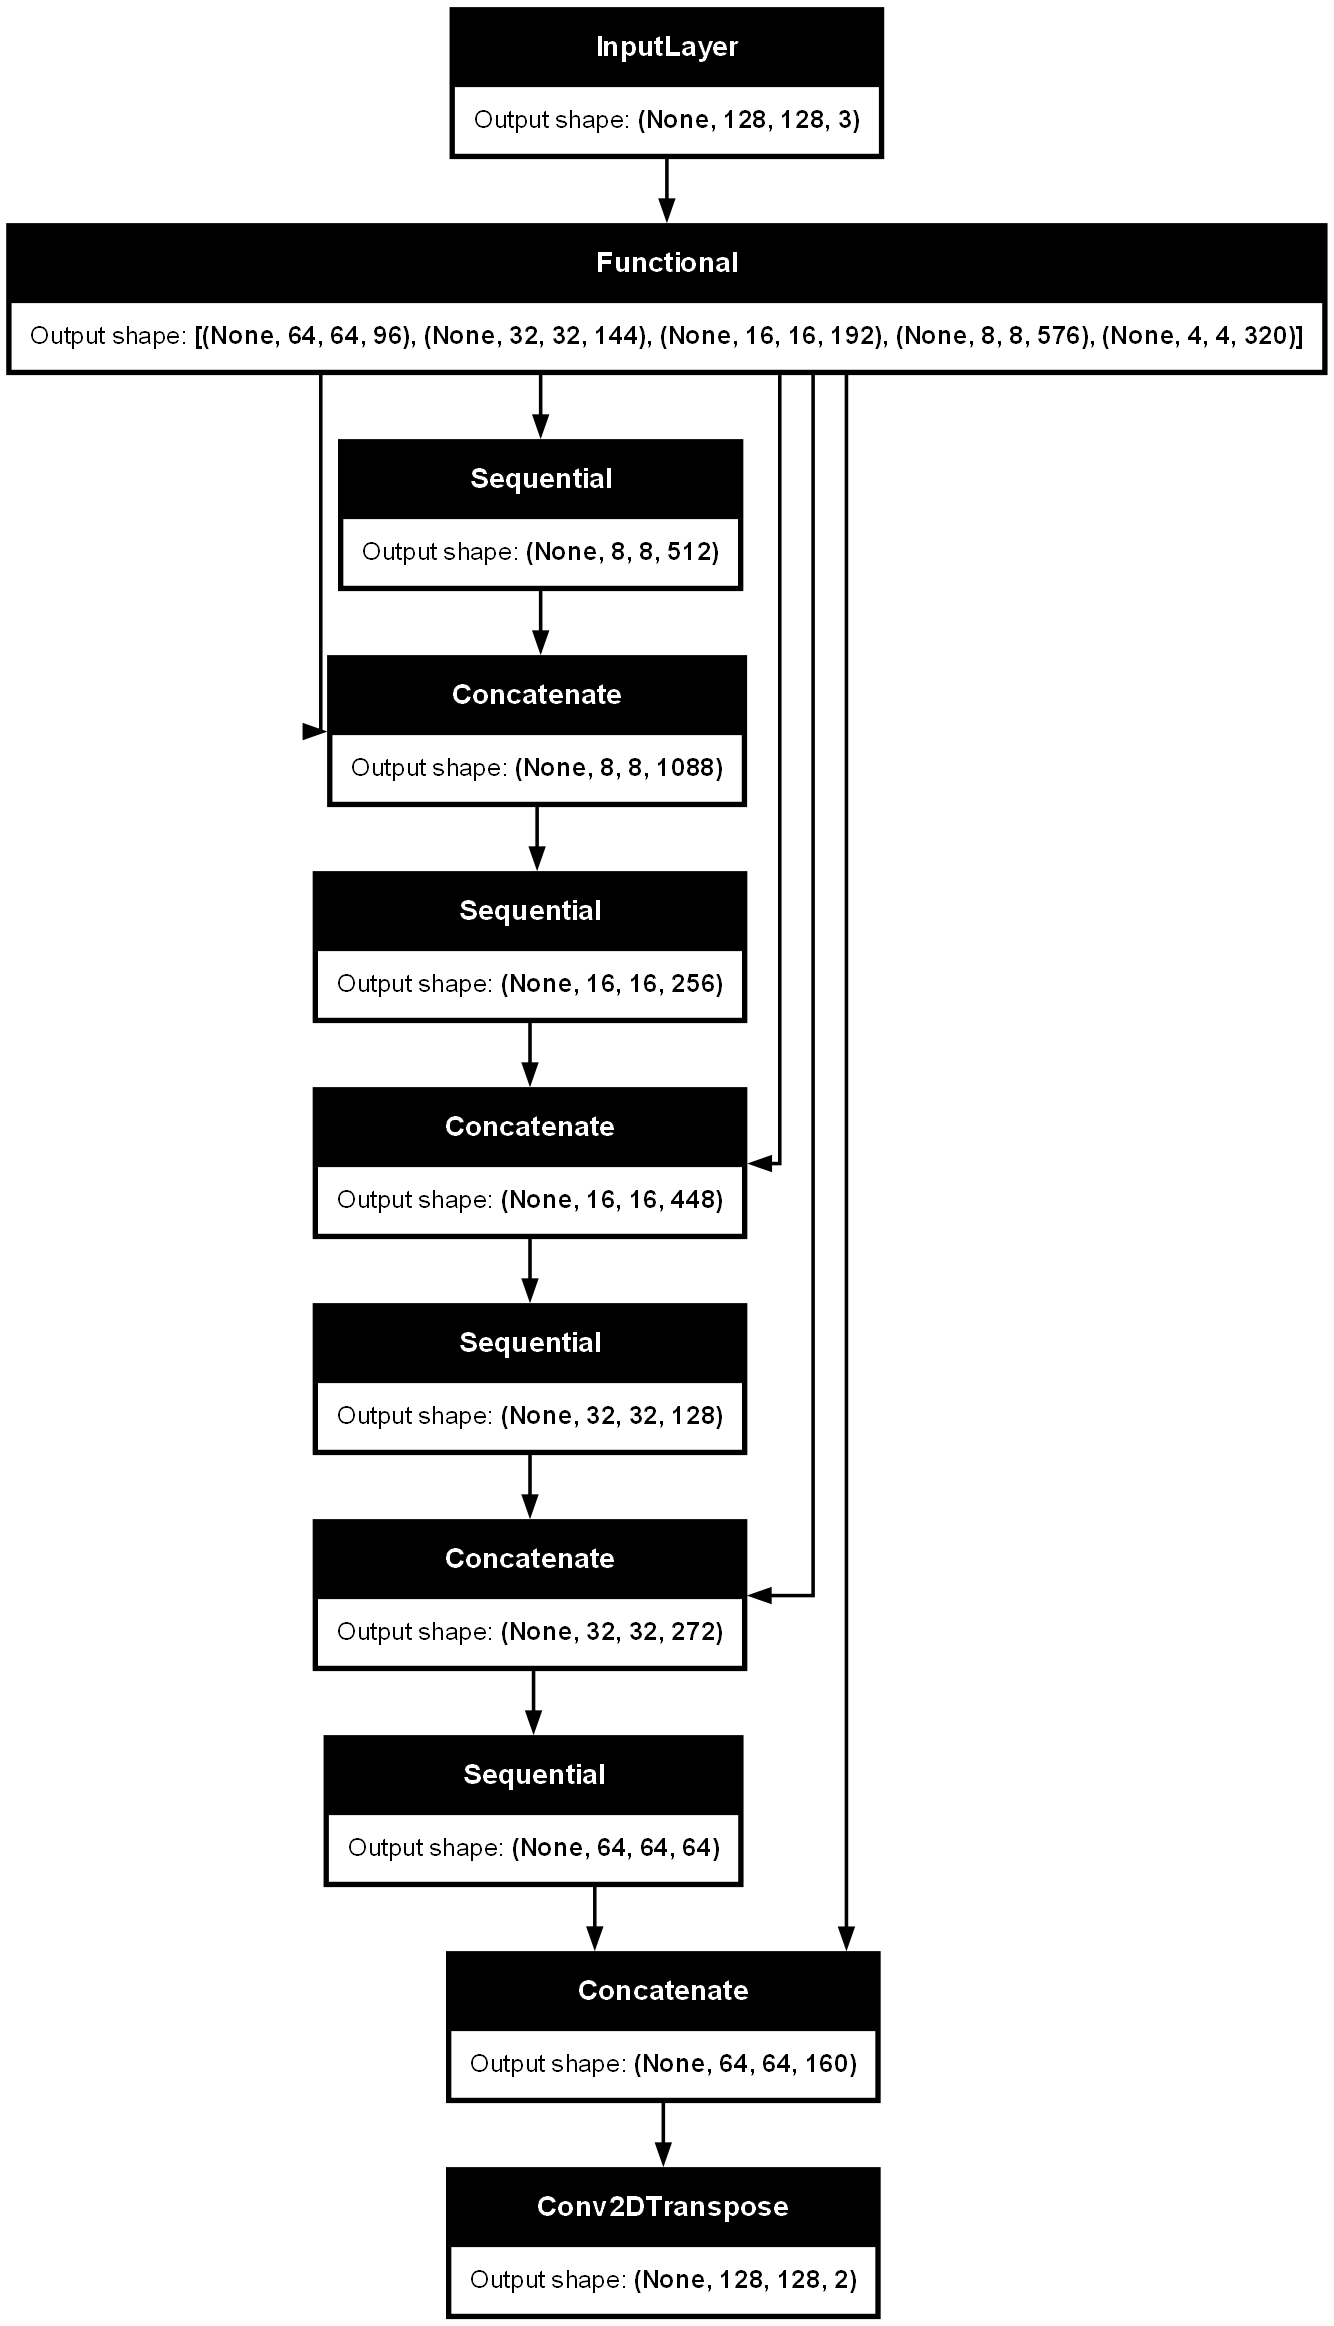 InputLayer
Output shape: (None, 128, 128, 3)
Functional
Output shape: [(None, 64, 64, 96), (None, 32, 32, 144), (None, 16, 16, 192), (None, 8, 8, 576), (None, 4, 4, 320)]
Sequential
Output shape: (None, 8, 8, 512)
Concatenate
Output shape: (None, 8, 8, 1088)
Sequential
Output shape: (None, 16, 16, 256)
Concatenate
Output shape: (None, 16, 16, 448)
Sequential
Output shape: (None, 32, 32, 128)
Concatenate
Output shape: (None, 32, 32, 272)
Sequential
Output shape: (None, 64, 64, 64)
Concatenate
Output shape: (None, 64, 64, 160)
Conv2DTranspose
Output shape: (None, 128, 128, 2)